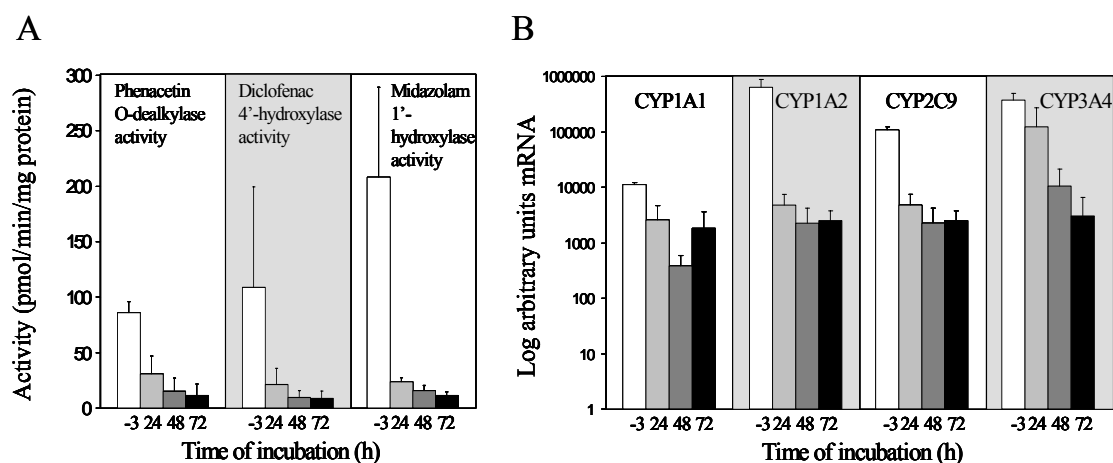 A
Activity (pmol/min/mg protein)
300
250
200
150
100
50
0
Phenacetin
O-dealkylase
activity
Diclofenac
4’-hydroxylase
activity
Midazolam
1’-
hydroxylase
activity
-3 24 48 72
-3 24 48 72
-3 24 48 72
Time of incubation (h)
B
Log arbitrary units mRNA
1000000
100000
10000
1000
100
10
1
CYP1A1
CYP1A2
CYP2C9
CYP3A4
-3 24 48 72
-3 24 48 72
-3 24 48 72
-3 24 48 72
Time of incubation (h)